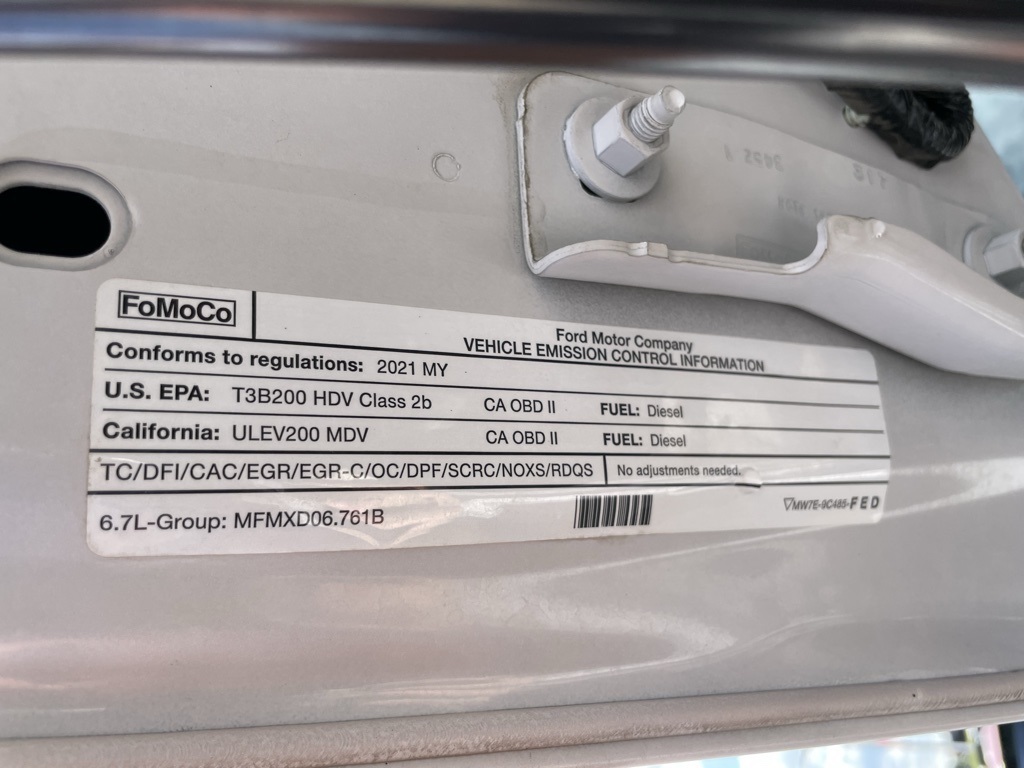 FoMoCo
Ford Motor Company
VEHICLE EMISSION CONTROL INFORMATION
Conforms to regulations: 2021 MY
U.S. EPA: T3B200 HDV Class 2b CA OBD II FUEL: Diesel
California: ULEV200 MDV CA OBD II FUEL: Diesel
TC/DFI/CAC/EGR/EGR-C/OC/DPF/SCRC/NOXS/RDQS No adjustments needed.
6.7L-Group: MFMXD06.761B
MW7E-9C485-FED